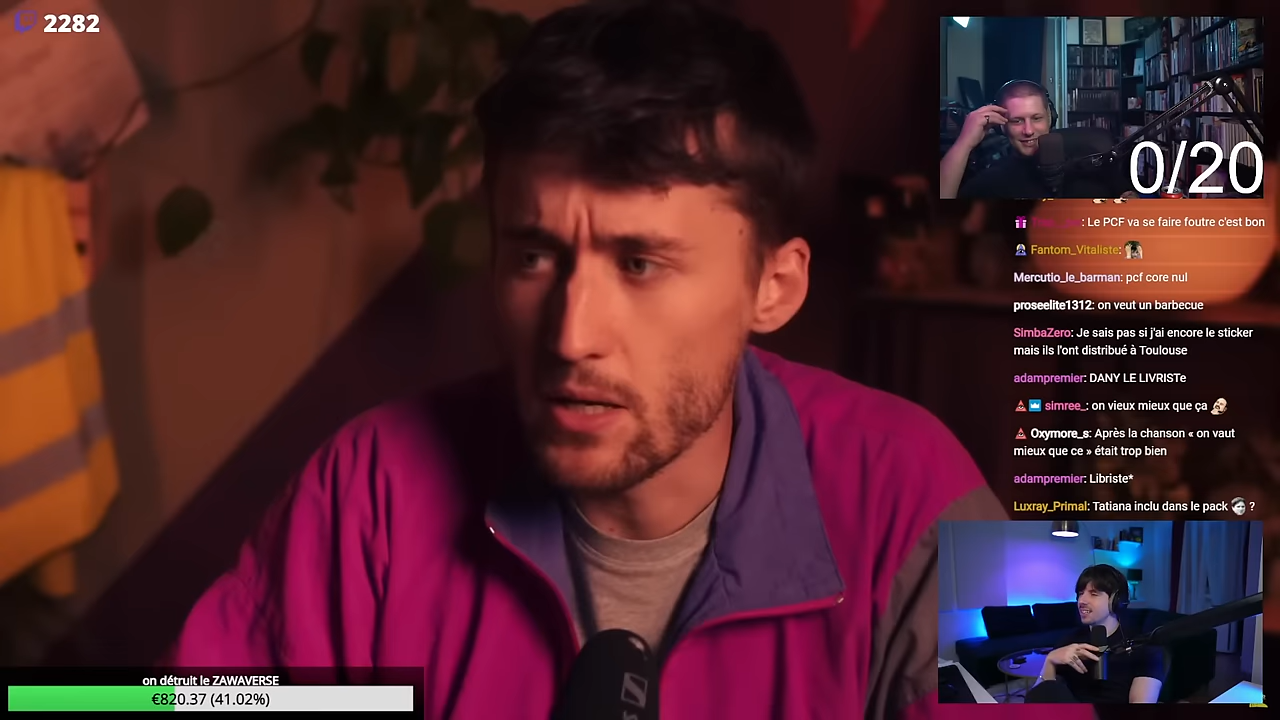 2282
0/20
: Le PCF va se faire foutre c'est bon
Fantom_Vitaliste:
Mercutio_le_barman: pcf core nul
proseelite1312: on veut un barbecue
SimbaZero: Je sais pas si j'ai encore le sticker
mais ils l'ont distribué à Toulouse
adampremier: DANY LE LIVRISTe
simree_: on vieux mieux que ça
Oxymore_s: Après la chanson « on vaut
mieux que ce » était trop bien
adampremier: Libriste*
Luxray_Primal: Tatiana inclu dans le pack ?
on détruit le ZAWAVERSE
€820.37 (41.02%)